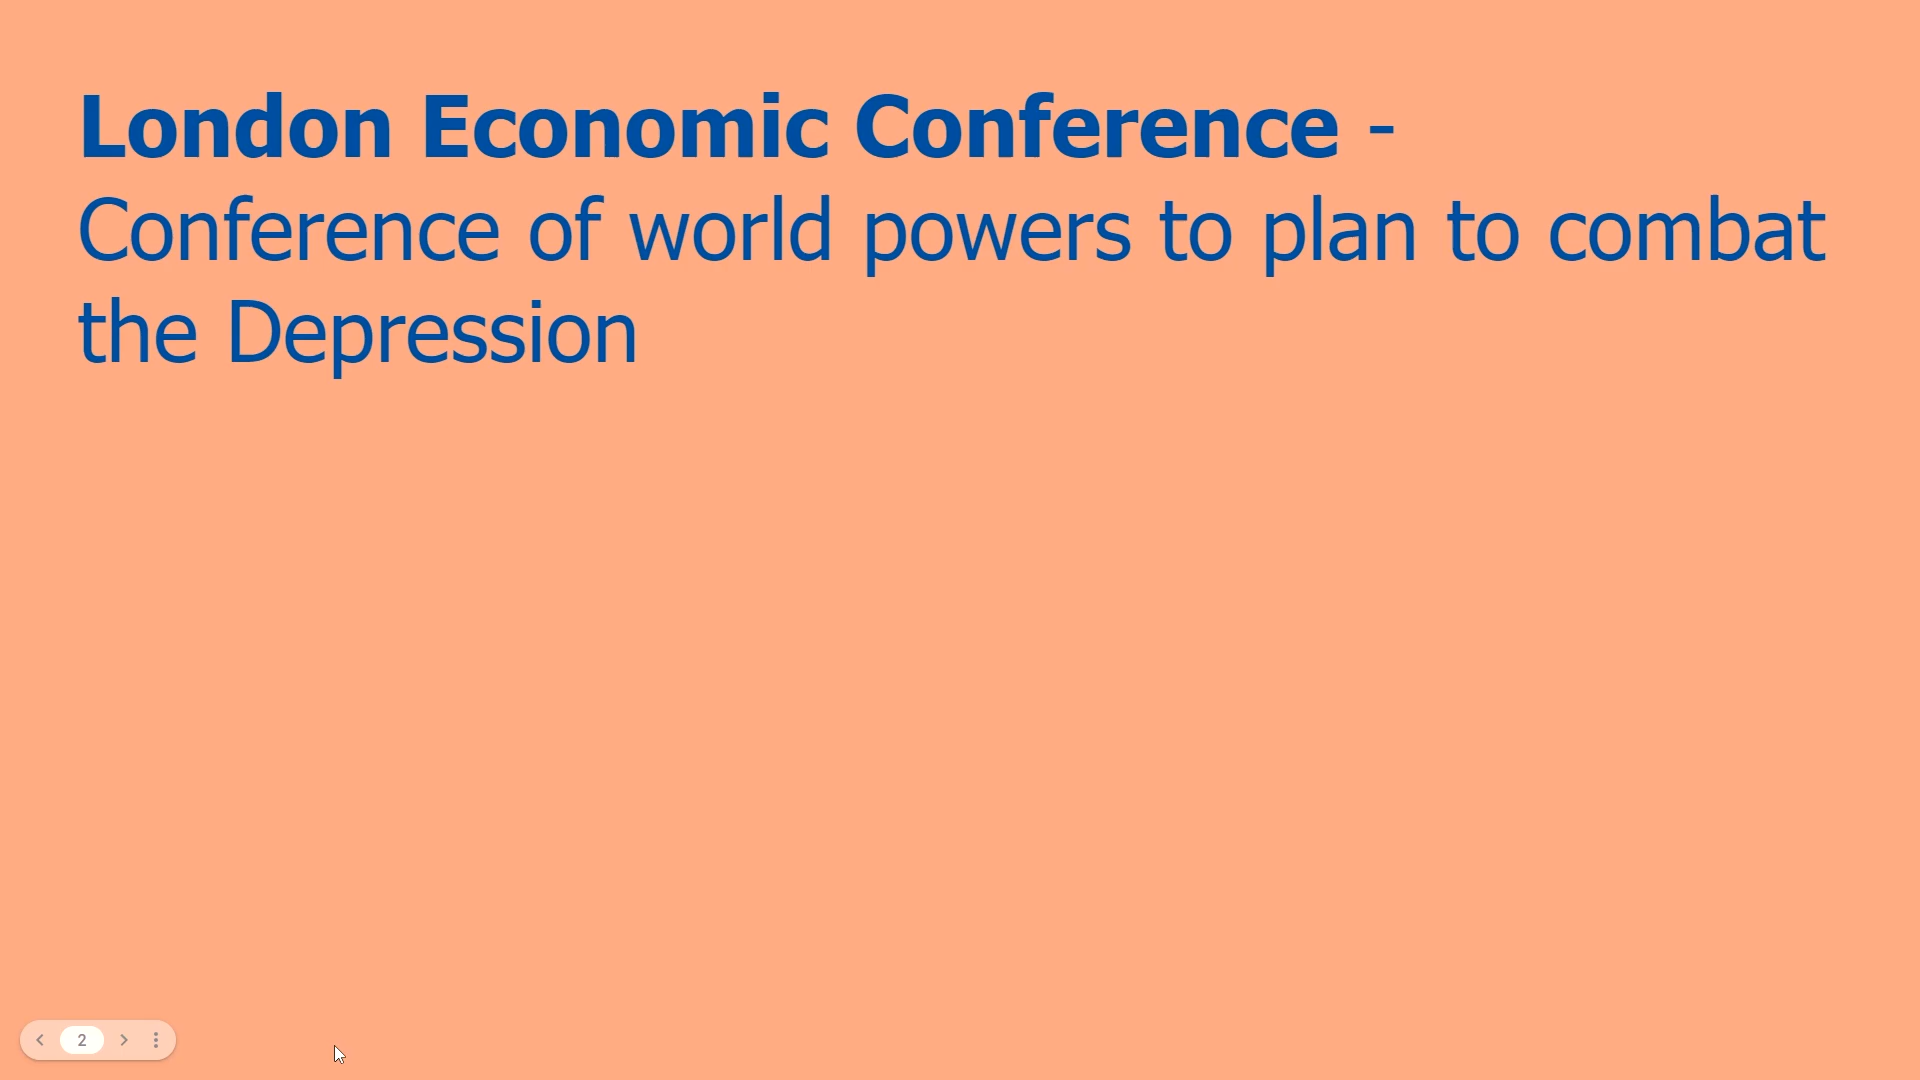 London Economic Conference -
Conference of world powers to plan to combat
the Depression
2